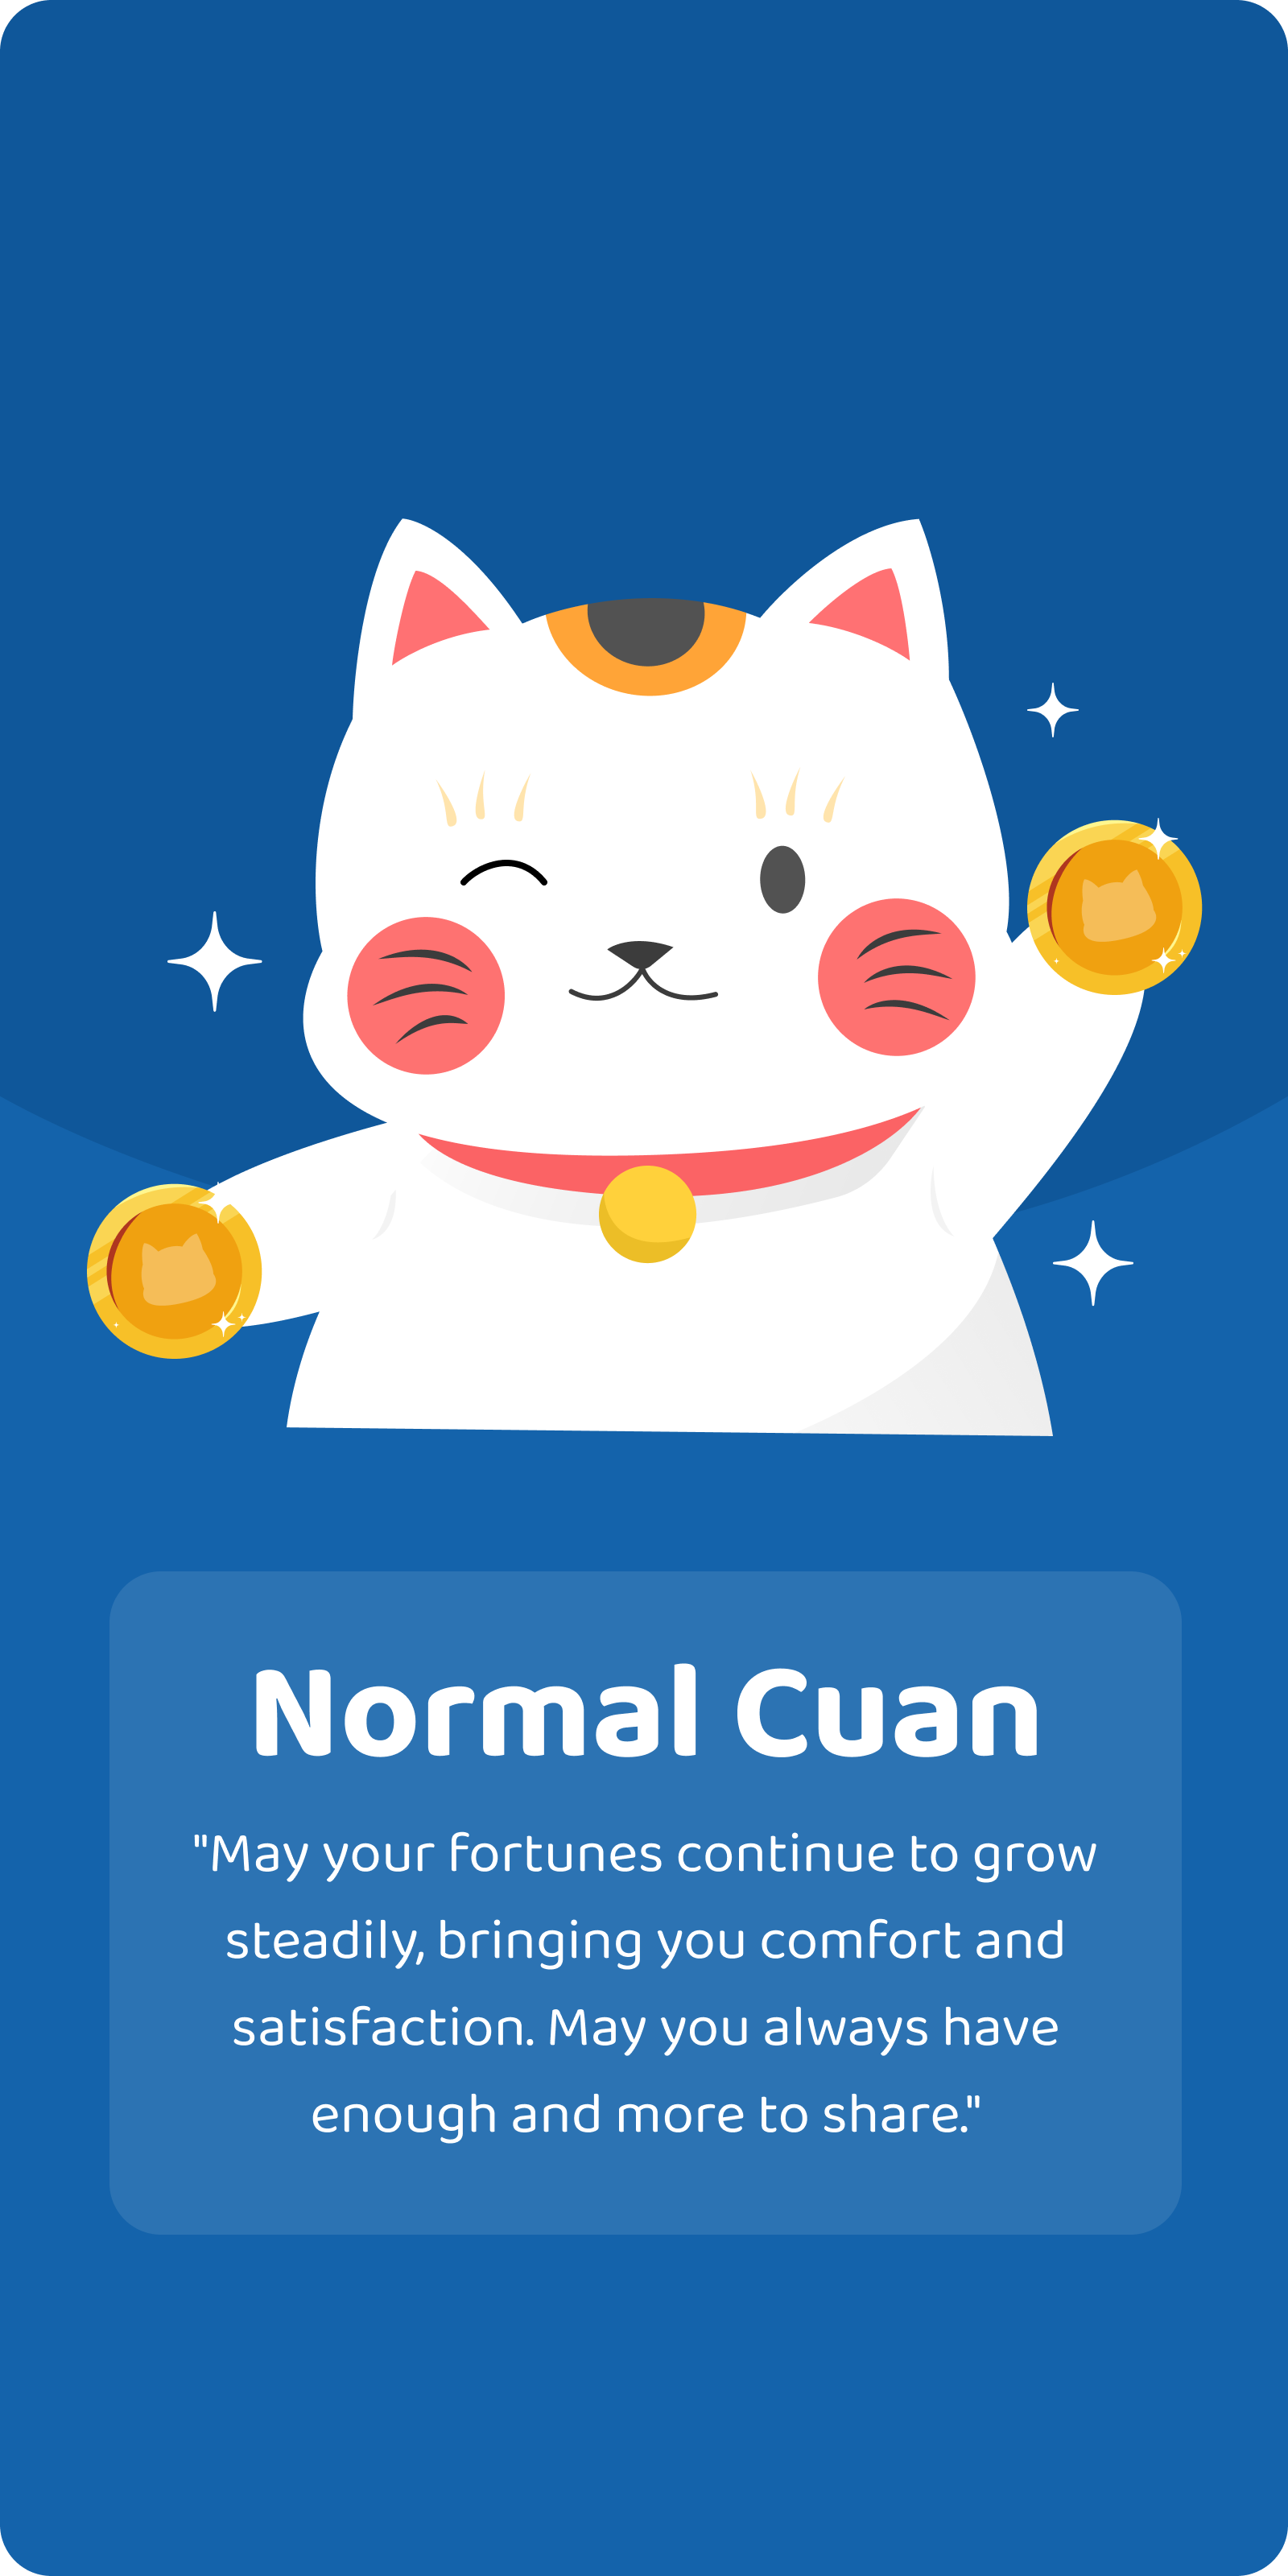 Normal Cuan
"May your fortunes continue to grow
steadily, bringing you comfort and
satisfaction. May you always have
enough and more to share."